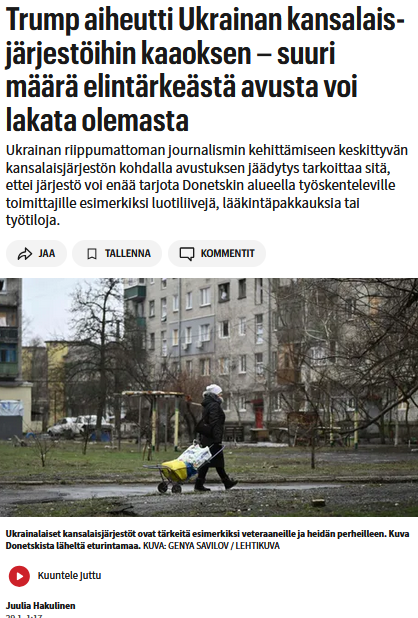 Trump aiheutti Ukrainan kansalais-
järjestöihin kaaoksen – suuri
määrä elintärkeästä avusta voi
lakata olemasta
Ukrainan riippumattoman journalismin kehittämiseen keskittyvän
kansalaisjärjestön kohdalla avustuksen jäädytys tarkoittaa sitä,
ettei järjestö voi enää tarjota Donetskin alueella työskenteleville
toimittajille esimerkiksi luotiliivejä, lääkintäpakkauksia tai
työtiloja.
JAA
TALLENNA
KOMMENTIT
Ukrainalaiset kansalaisjärjestöt ovat tärkeitä esimerkiksi veteraaneille ja heidän perheilleen. Kuva
Donetskista läheltä eturintamaa. KUVA: GENYA SAVILOV / LEHTIKUVA
Kuuntele juttu
Juulia Hakulinen